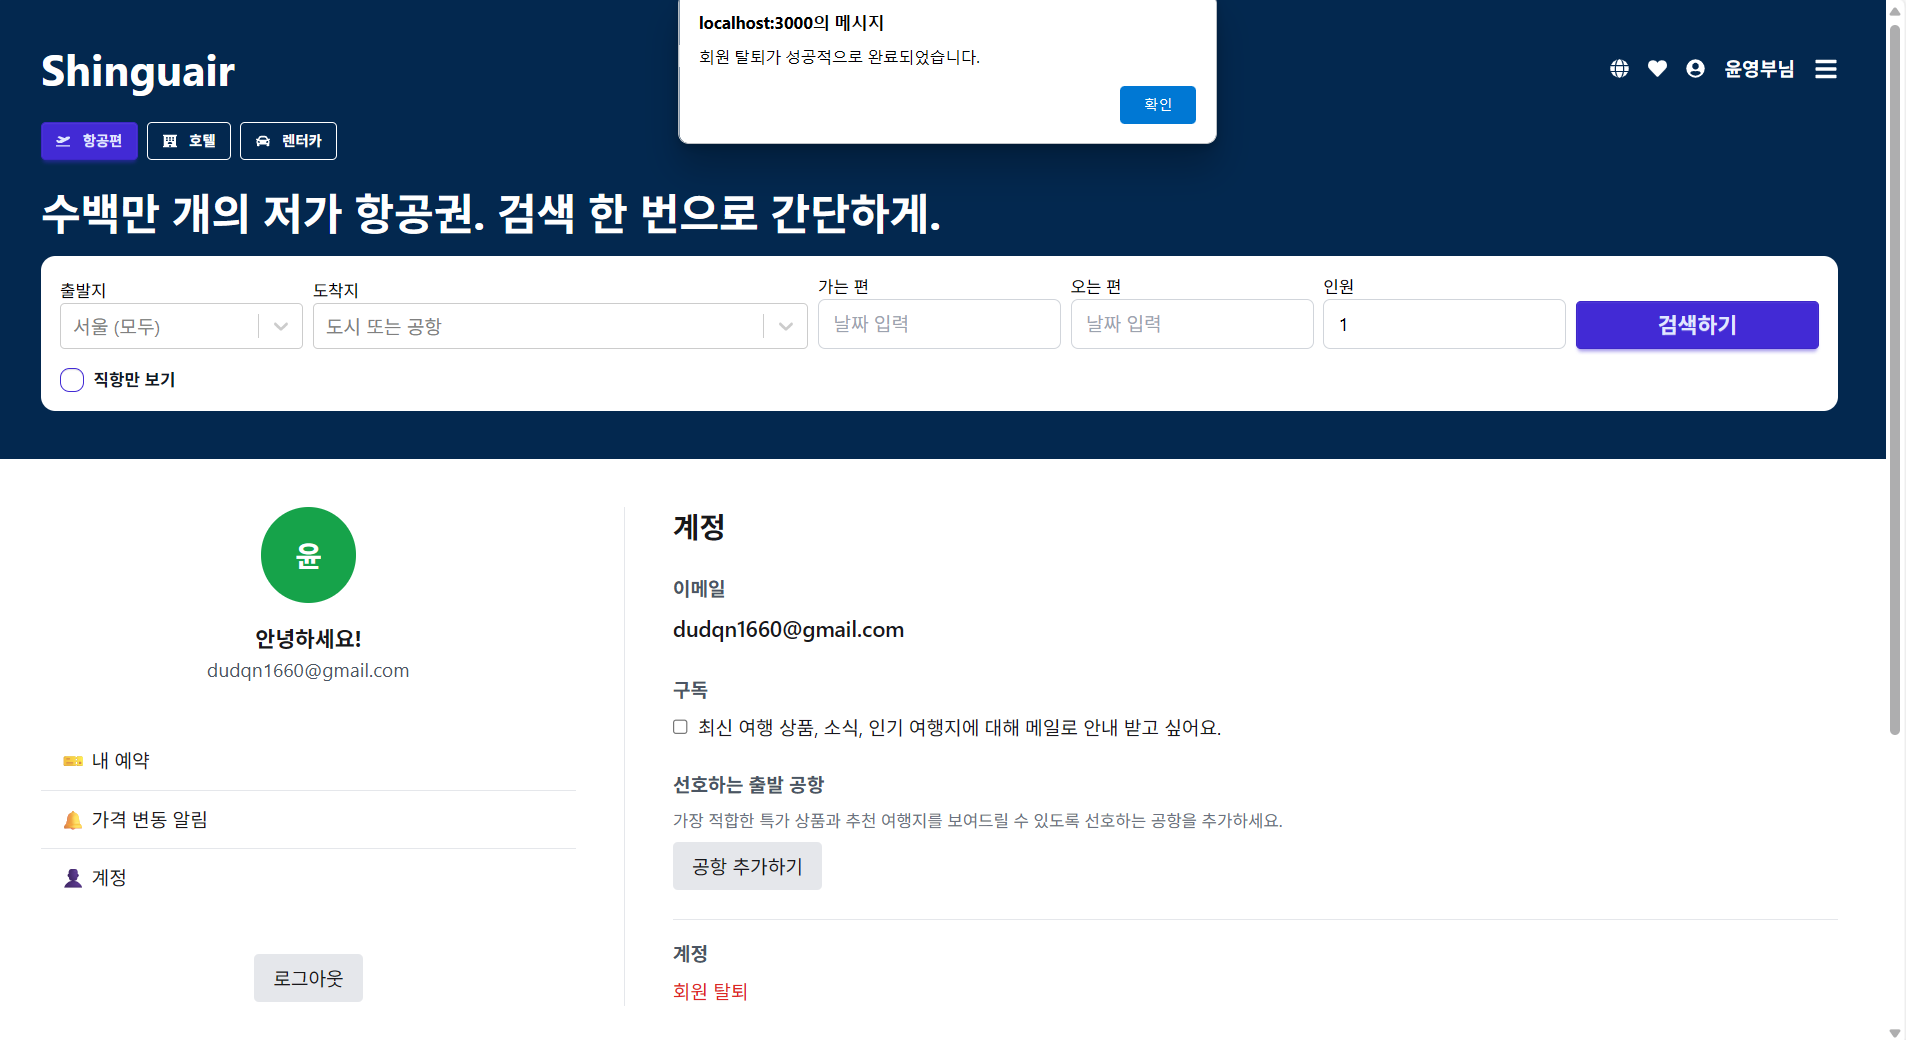 localhost:3000의 메시지
회원 탈퇴가 성공적으로 완료되었습니다.
확인
Shinguair
윤영부님
항공편
호텔
렌터카
수백만 개의 저가 항공권. 검색 한 번으로 간단하게.
출발지
도착지
가는 편
오는 편
인원
서울 (모두)
도시 또는 공항
날짜 입력
날짜 입력
1
검색하기
직항만 보기
윤
안녕하세요!
dudqn1660@gmail.com
내 예약
가격 변동 알림
계정
로그아웃
계정
이메일
dudqn1660@gmail.com
구독
최신 여행 상품, 소식, 인기 여행지에 대해 메일로 안내 받고 싶어요.
선호하는 출발 공항
가장 적합한 특가 상품과 추천 여행지를 보여드릴 수 있도록 선호하는 공항을 추가하세요.
공항 추가하기
계정
회원 탈퇴